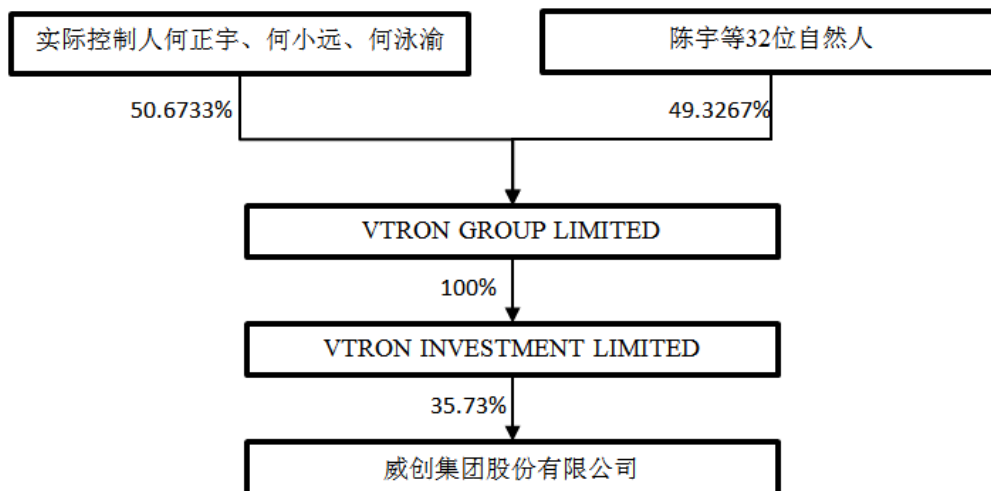 实际控制人何正宇、何小远、何泳渝
陈宇等32位自然人
50.6733%
49.3267%
VTRON GROUP LIMITED
100%
VTRON INVESTMENT LIMITED
35.73%
威创集团股份有限公司